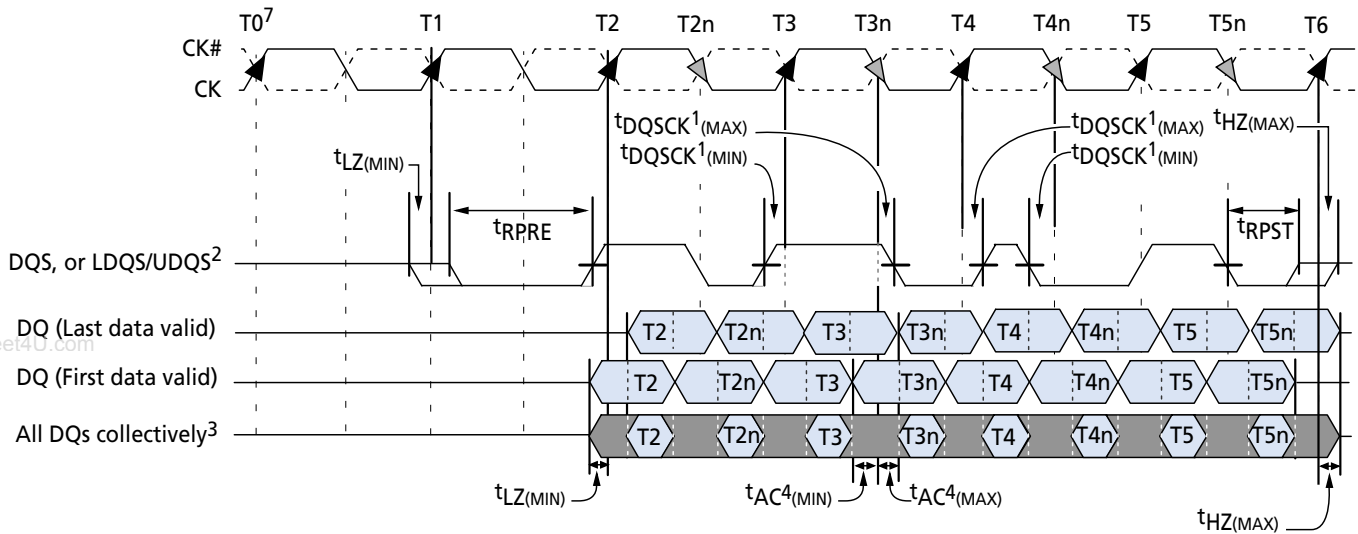 T0⁷ T1 T2 T2n T3 T3n T4 T4n T5 T5n T6
CK#
CK
tDQSCK¹(MAX) tDQSCK¹(MAX) tHZ(MAX)
tLZ(MIN) tDQSCK¹(MIN) tDQSCK¹(MIN)
tRPRE tRPST
DQS, or LDQS/UDQS²
DQ (Last data valid) T2 T2n T3 T3n T4 T4n T5 T5n
eet4U.com
DQ (First data valid) T2 T2n T3 T3n T4 T4n T5 T5n
All DQs collectively³ T2 T2n T3 T3n T4 T4n T5 T5n
tLZ(MIN) tAC⁴(MIN) tAC⁴(MAX)
tHZ(MAX)